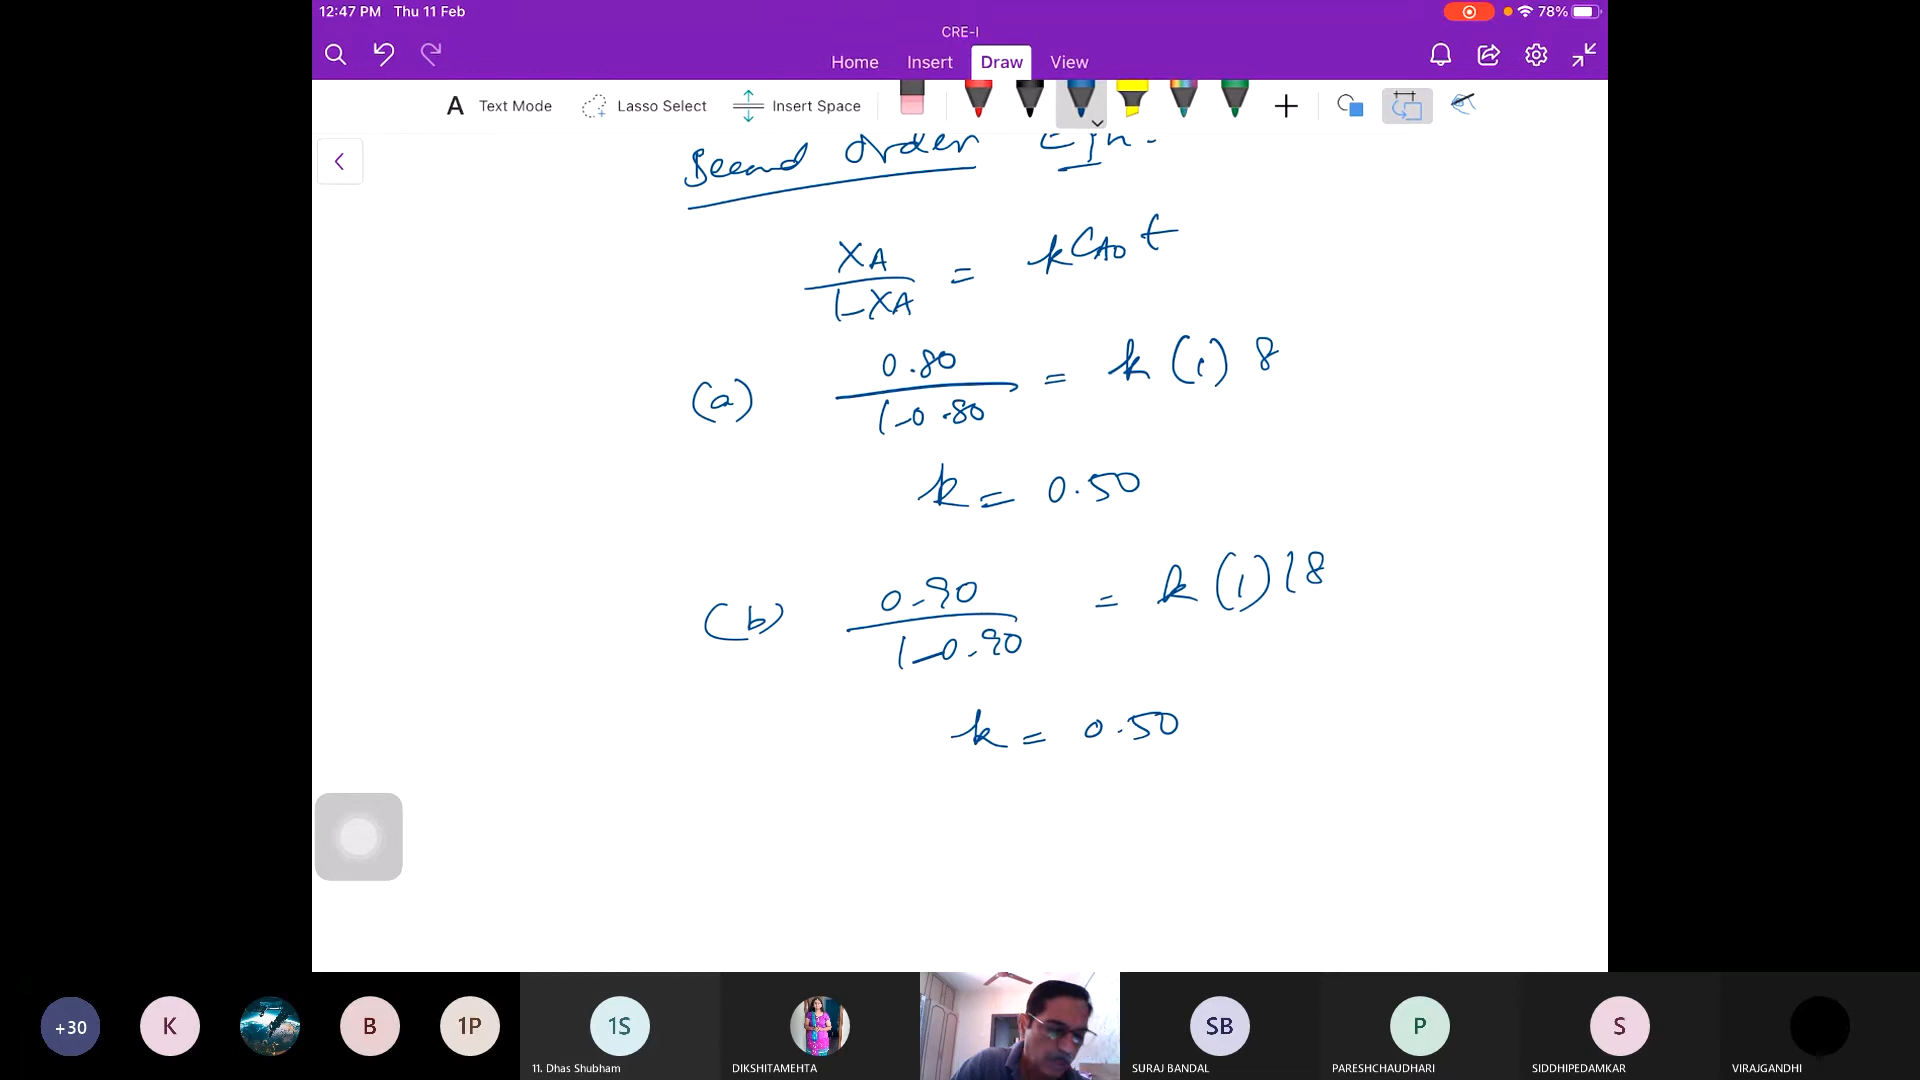 12:47 PM Thu 11 Feb
78%
CRE-I
Home Insert Draw View
A Text Mode Lasso Select Insert Space
Second Order Eqn.
XA
1-XA
= kCA0 t
(a)
0.80
1-0.80
= k (1) 8
k = 0.50
(b)
0.90
1-0.90
= k (1) 18
k = 0.50
+30 K B 1P 1S SB P S
11. Dhas Shubham DIKSHITAMEHTA SURAJ BANDAL PARESHCHAUDHARI SIDDHIPEDAMKAR VIRAJGANDHI